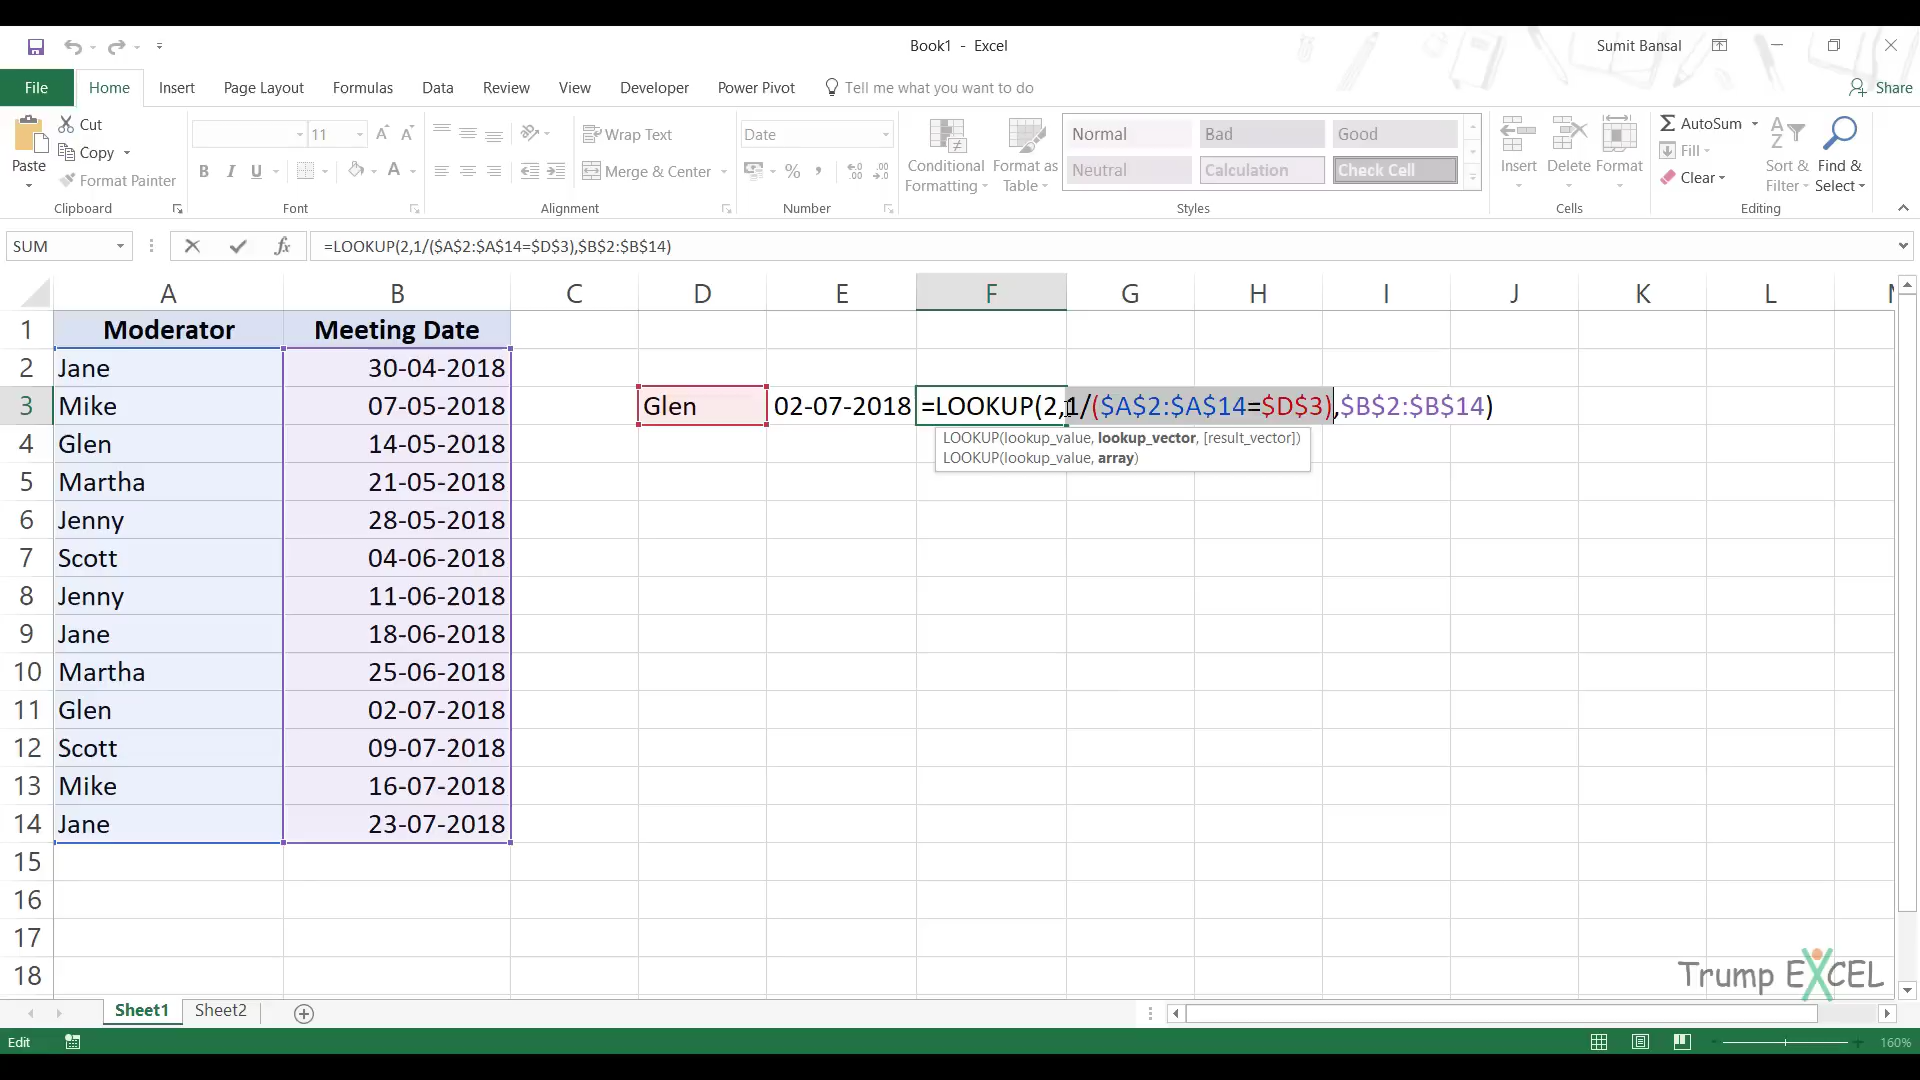 Book1 - Excel
Sumit Bansal
File Home Insert Page Layout Formulas Data Review View Developer Power Pivot Tell me what you want to do Share
Paste
Cut
Copy
Format Painter
Clipboard
11
B I U A
Font
Wrap Text
Merge & Center
Alignment
Date
% ,
Number
Conditional Formatting
Format as Table
Normal Bad Good
Neutral Calculation Check Cell
Styles
Insert Delete Format
Cells
AutoSum
Fill
Clear
Sort & Filter
Find & Select
Editing
SUM fx =LOOKUP(2,1/($A$2:$A$14=$D$3),$B$2:$B$14)
A B C D E F G H I J K L M
1 Moderator Meeting Date
2 Jane 30-04-2018
3 Mike 07-05-2018 Glen 02-07-2018 =LOOKUP(2,1/($A$2:$A$14=$D$3),$B$2:$B$14)
LOOKUP(lookup_value, lookup_vector, [result_vector])
LOOKUP(lookup_value, array)
4 Glen 14-05-2018
5 Martha 21-05-2018
6 Jenny 28-05-2018
7 Scott 04-06-2018
8 Jenny 11-06-2018
9 Jane 18-06-2018
10 Martha 25-06-2018
11 Glen 02-07-2018
12 Scott 09-07-2018
13 Mike 16-07-2018
14 Jane 23-07-2018
15
16
17
18
Trump EXCEL
Sheet1 Sheet2
Edit 160%